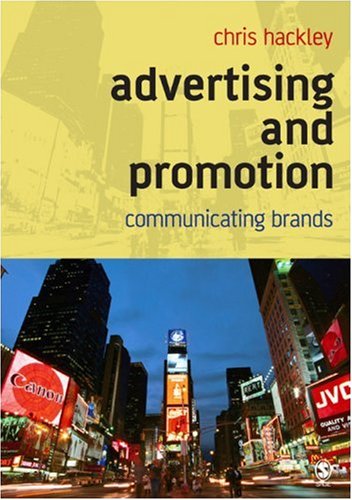 chris hackley
advertising
and
promotion
communicating brands
Canon
JVC
SAGE